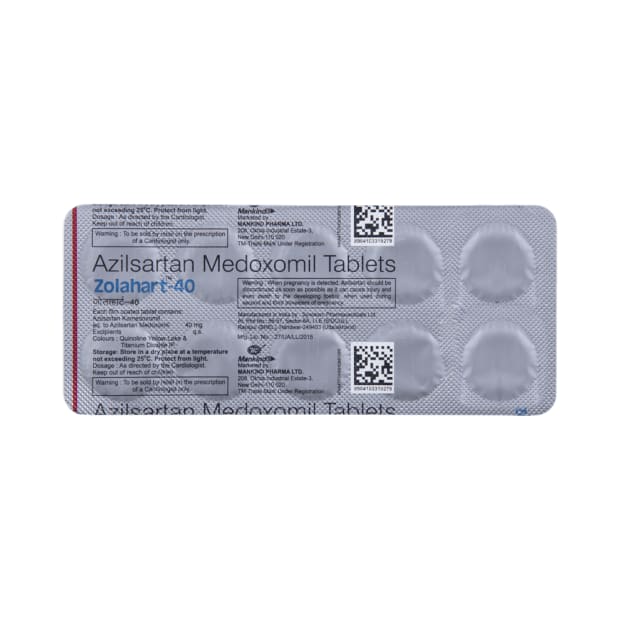 not exceeding 25°C. Protect from light.
Dosage : As directed by the Cardiologist.
Keep out of reach of children.
Warning : To be sold by retail on the prescription
of a Cardiologist only.
Mankind
Marketed by
MANKIND PHARMA LTD.
208, Okhla Industrial Estate-3,
New Delhi-110 020
TM-Trade Mark Under Registration
Azilsartan Medoxomil Tablets
Zolahart-40
जोलाहार्ट-40
Each film coated tablet contains:
Azilsartan Kamedoxomil
eq. to Azilsartan Medoxomil 40 mg
Excipients q.s.
Colours : Quinoline Yellow Lake &
Titanium Dioxide IP
Storage: Store in a dry place at a temperature
not exceeding 25°C. Protect from light.
Dosage : As directed by the Cardiologist.
Keep out of reach of children.
Warning : To be sold by retail on the prescription
of a Cardiologist only.
Warning : When pregnancy is detected, Azilsartan should be
discontinued as soon as possible as it can cause injury and
even death to the developing foetus, when used during
second and third trimesters of pregnancy.
Manufactured in India by :
Mankind
Marketed by
MANKIND PHARMA LTD.
208, Okhla Industrial Estate-3,
New Delhi-110 020
TM-Trade Mark Under Registration
Azilsartan Medoxomil Tablets